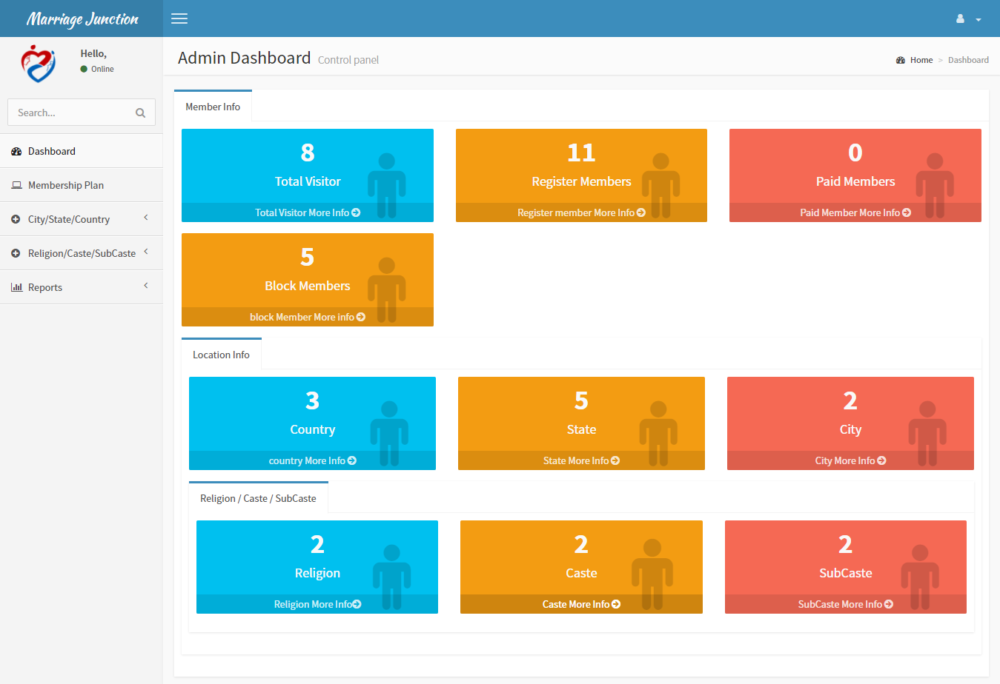 Marriage Junction
Hello,
Online
Search...
Dashboard
Membership Plan
City/State/Country
Religion/Caste/SubCaste
Reports
Admin Dashboard Control panel
Home > Dashboard
Member Info
8
Total Visitor
Total Visitor More Info
11
Register Members
Register member More Info
0
Paid Members
Paid Member More Info
5
Block Members
block Member More info
Location Info
3
Country
country More Info
5
State
State More Info
2
City
City More Info
Religion / Caste / SubCaste
2
Religion
Religion More Info
2
Caste
Caste More Info
2
SubCaste
SubCaste More Info